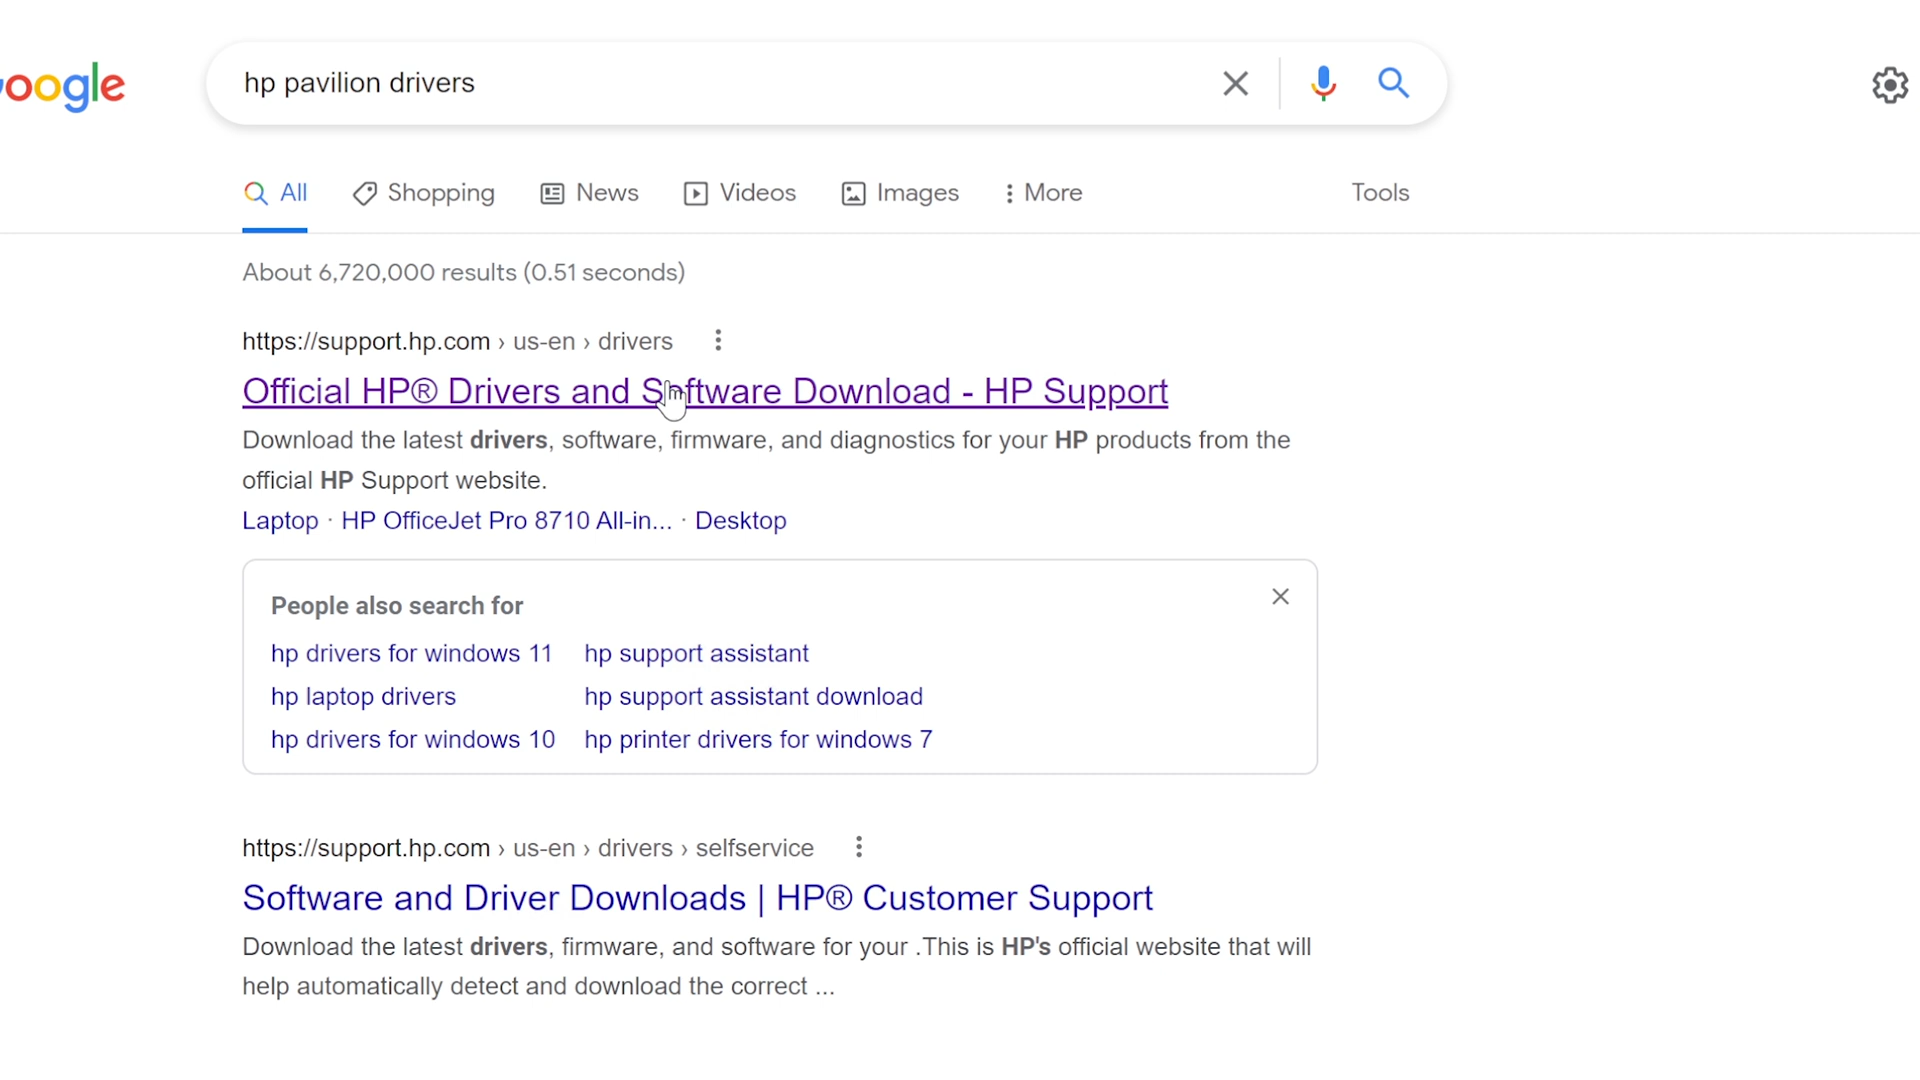 oogle
hp pavilion drivers
All Shopping News Videos Images More Tools
About 6,720,000 results (0.51 seconds)
https://support.hp.com › us-en › drivers
Official HP® Drivers and Software Download - HP Support
Download the latest drivers, software, firmware, and diagnostics for your HP products from the
official HP Support website.
Laptop · HP OfficeJet Pro 8710 All-in... · Desktop
People also search for
hp drivers for windows 11 hp support assistant
hp laptop drivers hp support assistant download
hp drivers for windows 10 hp printer drivers for windows 7
https://support.hp.com › us-en › drivers › selfservice
Software and Driver Downloads | HP® Customer Support
Download the latest drivers, firmware, and software for your .This is HP's official website that will
help automatically detect and download the correct ...